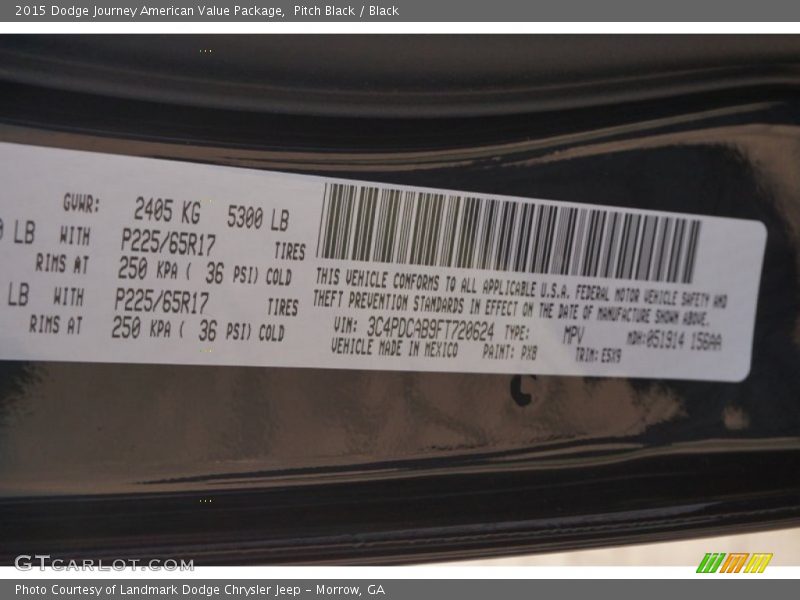 2015 Dodge Journey American Value Package, Pitch Black / Black
GVWR: 2405 KG 5300 LB
LB WITH P225/65R17 TIRES
RIMS AT 250 KPA ( 36 PSI) COLD
LB WITH P225/65R17 TIRES
RIMS AT 250 KPA ( 36 PSI) COLD
THIS VEHICLE CONFORMS TO ALL APPLICABLE U.S.A. FEDERAL MOTOR VEHICLE SAFETY AND
THEFT PREVENTION STANDARDS IN EFFECT ON THE DATE OF MANUFACTURE SHOWN ABOVE.
VIN: 3C4PDCAB9FT720624 TYPE: MPV MDH:051914 156AA
VEHICLE MADE IN MEXICO PAINT: PX8 TRIM: E5X9
GTCARLOT.COM
Photo Courtesy of Landmark Dodge Chrysler Jeep – Morrow, GA